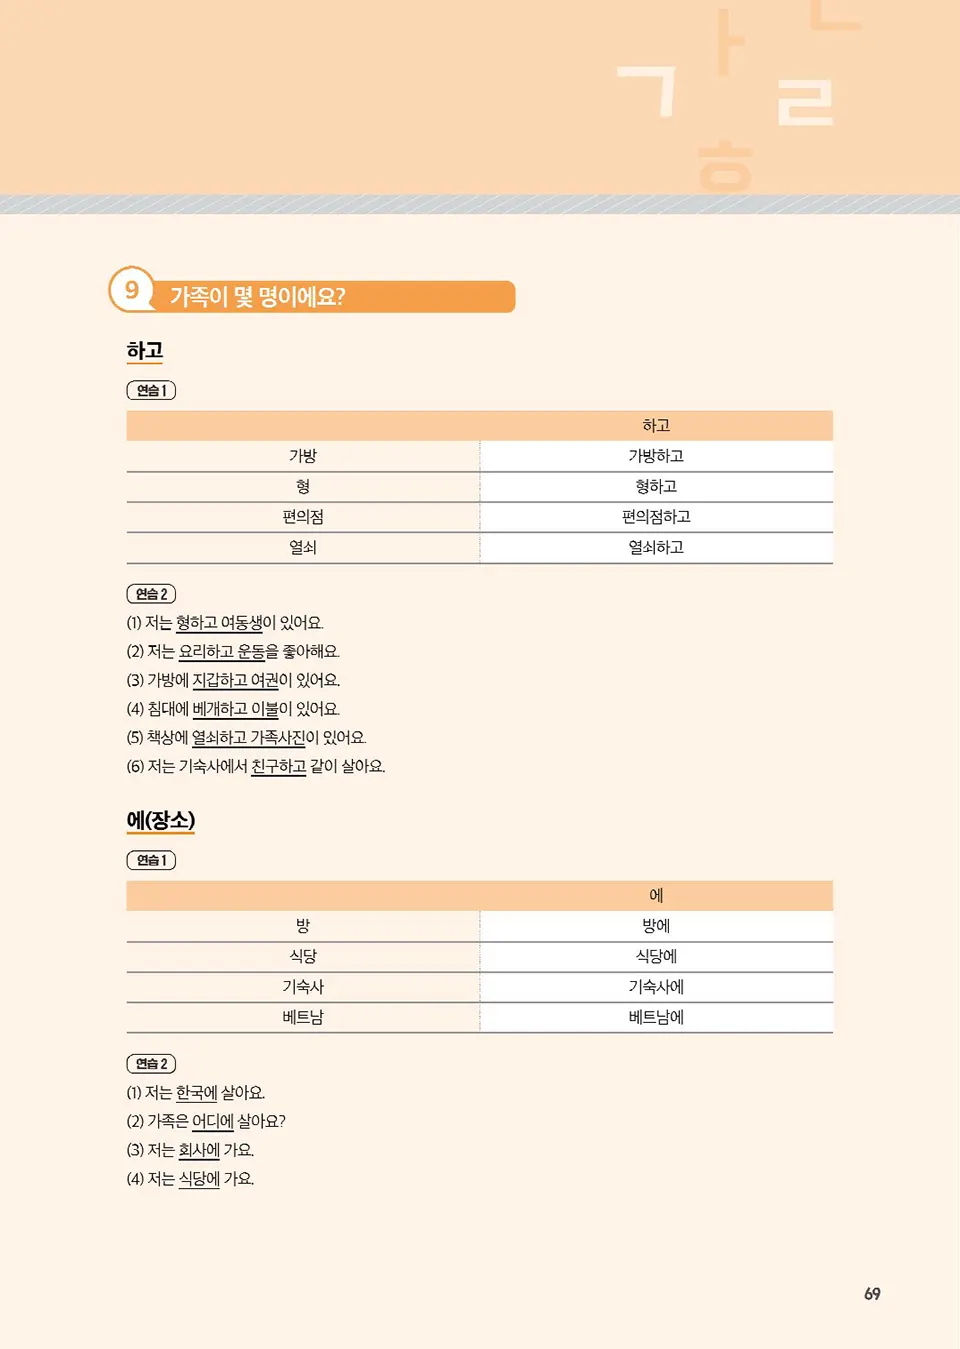 ㄱ ㅏ ㄴ ㄹ ㅎ
9 가족이 몇 명이에요?
하고
연습 1
하고
가방 가방하고
형 형하고
편의점 편의점하고
열쇠 열쇠하고
연습 2
(1) 저는 형하고 여동생이 있어요.
(2) 저는 요리하고 운동을 좋아해요.
(3) 가방에 지갑하고 여권이 있어요.
(4) 침대에 베개하고 이불이 있어요.
(5) 책상에 열쇠하고 가족사진이 있어요.
(6) 저는 기숙사에서 친구하고 같이 살아요.
에(장소)
연습 1
에
방 방에
식당 식당에
기숙사 기숙사에
베트남 베트남에
연습 2
(1) 저는 한국에 살아요.
(2) 가족은 어디에 살아요?
(3) 저는 회사에 가요.
(4) 저는 식당에 가요.
69